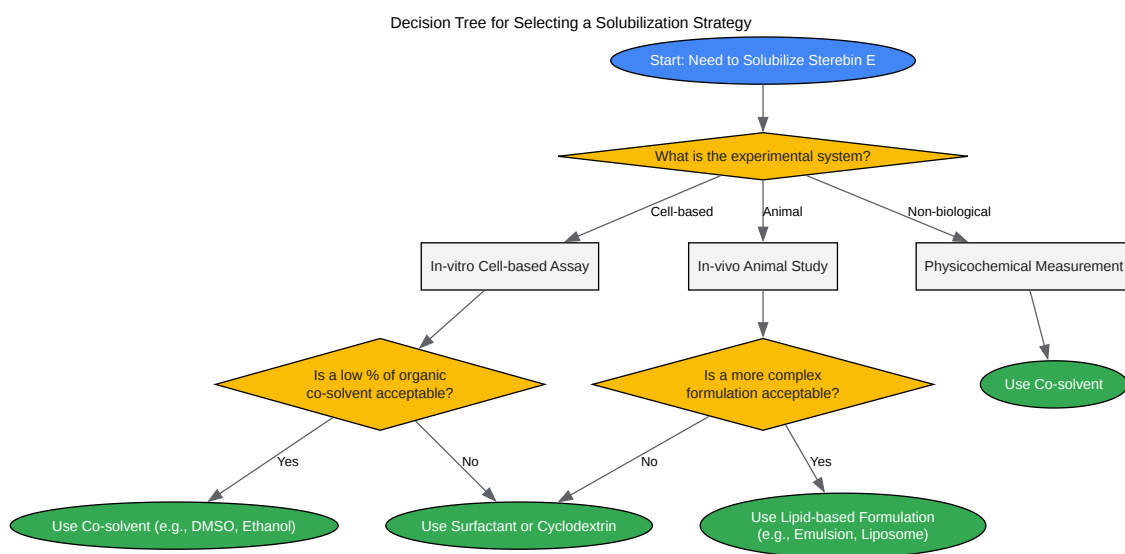 Decision Tree for Selecting a Solubilization Strategy
Start: Need to Solubilize Sterebin E
What is the experimental system?
Cell-based
Animal
Non-biological
In-vitro Cell-based Assay
In-vivo Animal Study
Physicochemical Measurement
Is a low % of organic
co-solvent acceptable?
Is a more complex
formulation acceptable?
Use Co-solvent
Yes
No
No
Yes
Use Co-solvent (e.g., DMSO, Ethanol)
Use Surfactant or Cyclodextrin
Use Lipid-based Formulation
(e.g., Emulsion, Liposome)